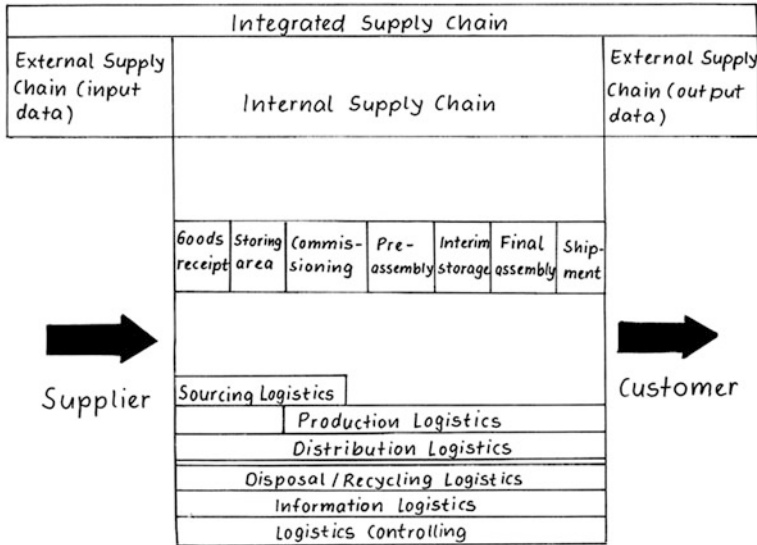 Integrated Supply Chain
External Supply
Chain (input
data)
Internal Supply Chain
External Supply
Chain (output
data)
Goods
receipt
Storing
area
Commis-
sioning
Pre-
assembly
Interim
storage
Final
assembly
Ship-
ment
Supplier
Customer
Sourcing Logistics
Production Logistics
Distribution Logistics
Disposal / Recycling Logistics
Information Logistics
Logistics Controlling